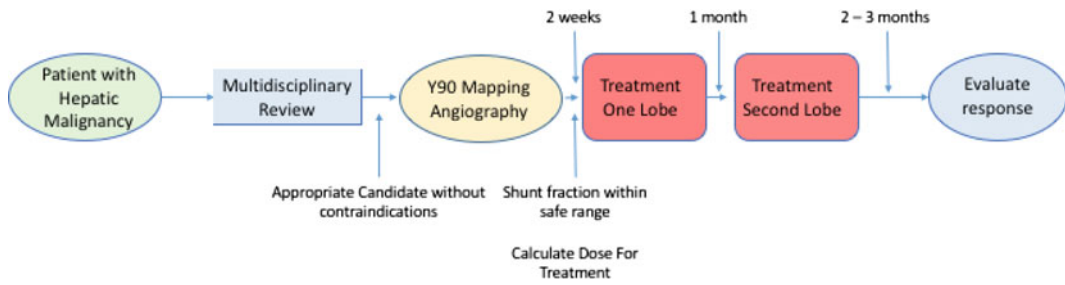 2 weeks
1 month
2 – 3 months
Patient with
Hepatic
Malignancy
Multidisciplinary
Review
Y90 Mapping
Angiography
Treatment
One Lobe
Treatment
Second Lobe
Evaluate
response
Appropriate Candidate without
contraindications
Shunt fraction within
safe range
Calculate Dose For
Treatment